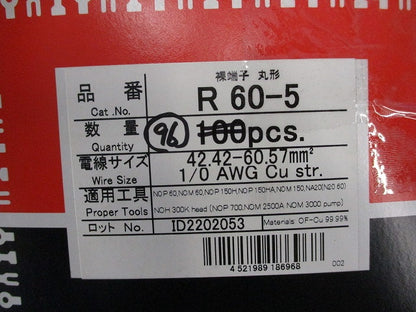 裸端子 丸形
品 番
Cat .No.
R 60-5
数 量
Quantity
96 100pcs.
電線サイズ
Wire Size
42.42-60.57mm²
1/0 AWG Cu str.
適用工具
Proper Tools
NOP 60,NOM 60,NOP 150H,NOP 150HA,NOM 150,NA20(N20 60)
NOH 300K head (NOP 700,NOM 2500A NOM 3000 pump)
ロット No.
ID2202053
Materials OF-Cu 99.99%
4 521989 186968
002